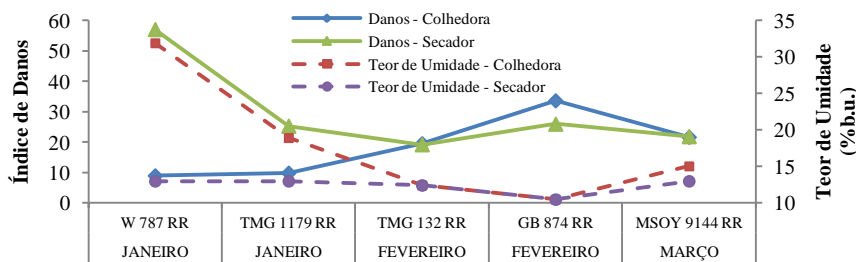 Índice de Danos
60
50
40
30
20
10
0
Danos - Colhedora
Danos - Secador
Teor de Umidade - Colhedora
Teor de Umidade - Secador
35
30
25
20
15
10
Teor de Umidade
(%b.u.)
W 787 RR TMG 1179 RR TMG 132 RR GB 874 RR MSOY 9144 RR
JANEIRO JANEIRO FEVEREIRO FEVEREIRO MARÇO